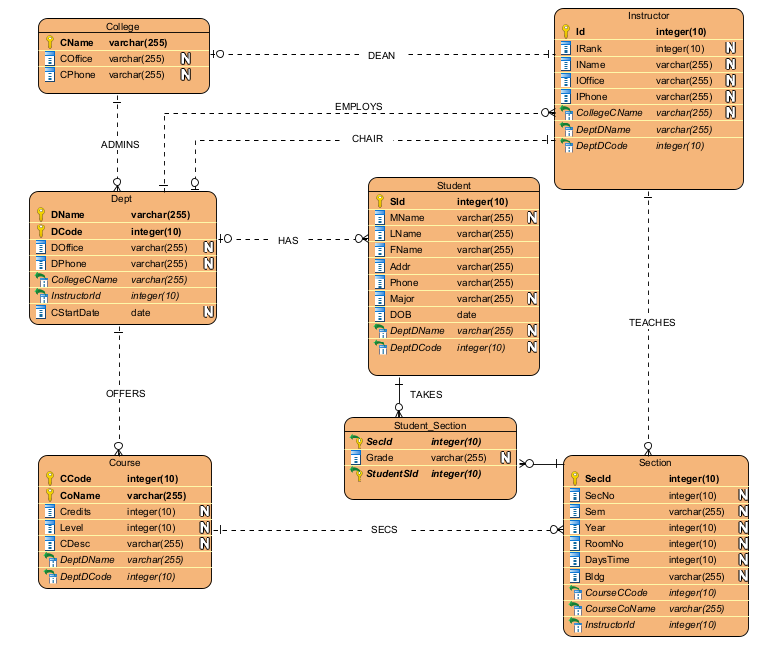 College
CName varchar(255)
COffice varchar(255) N
CPhone varchar(255) N
DEAN
Instructor
Id integer(10)
IRank integer(10) N
IName varchar(255) N
IOffice varchar(255) N
IPhone varchar(255) N
CollegeCName varchar(255) N
DeptDName varchar(255)
DeptDCode integer(10)
EMPLOYS
CHAIR
ADMINS
Dept
DName varchar(255)
DCode integer(10)
DOffice varchar(255) N
DPhone varchar(255) N
CollegeCName varchar(255)
InstructorId integer(10)
CStartDate date N
HAS
Student
SId integer(10)
MName varchar(255) N
LName varchar(255)
FName varchar(255)
Addr varchar(255)
Phone varchar(255)
Major varchar(255) N
DOB date
DeptDName varchar(255) N
DeptDCode integer(10) N
TEACHES
OFFERS
TAKES
Student_Section
SecId integer(10)
Grade varchar(255) N
StudentSId integer(10)
Course
CCode integer(10)
CoName varchar(255)
Credits integer(10) N
Level integer(10) N
CDesc varchar(255) N
DeptDName varchar(255)
DeptDCode integer(10)
SECS
Section
SecId integer(10)
SecNo integer(10) N
Sem varchar(255) N
Year integer(10) N
RoomNo integer(10) N
DaysTime integer(10) N
Bldg varchar(255) N
CourseCCode integer(10)
CourseCoName varchar(255)
InstructorId integer(10)